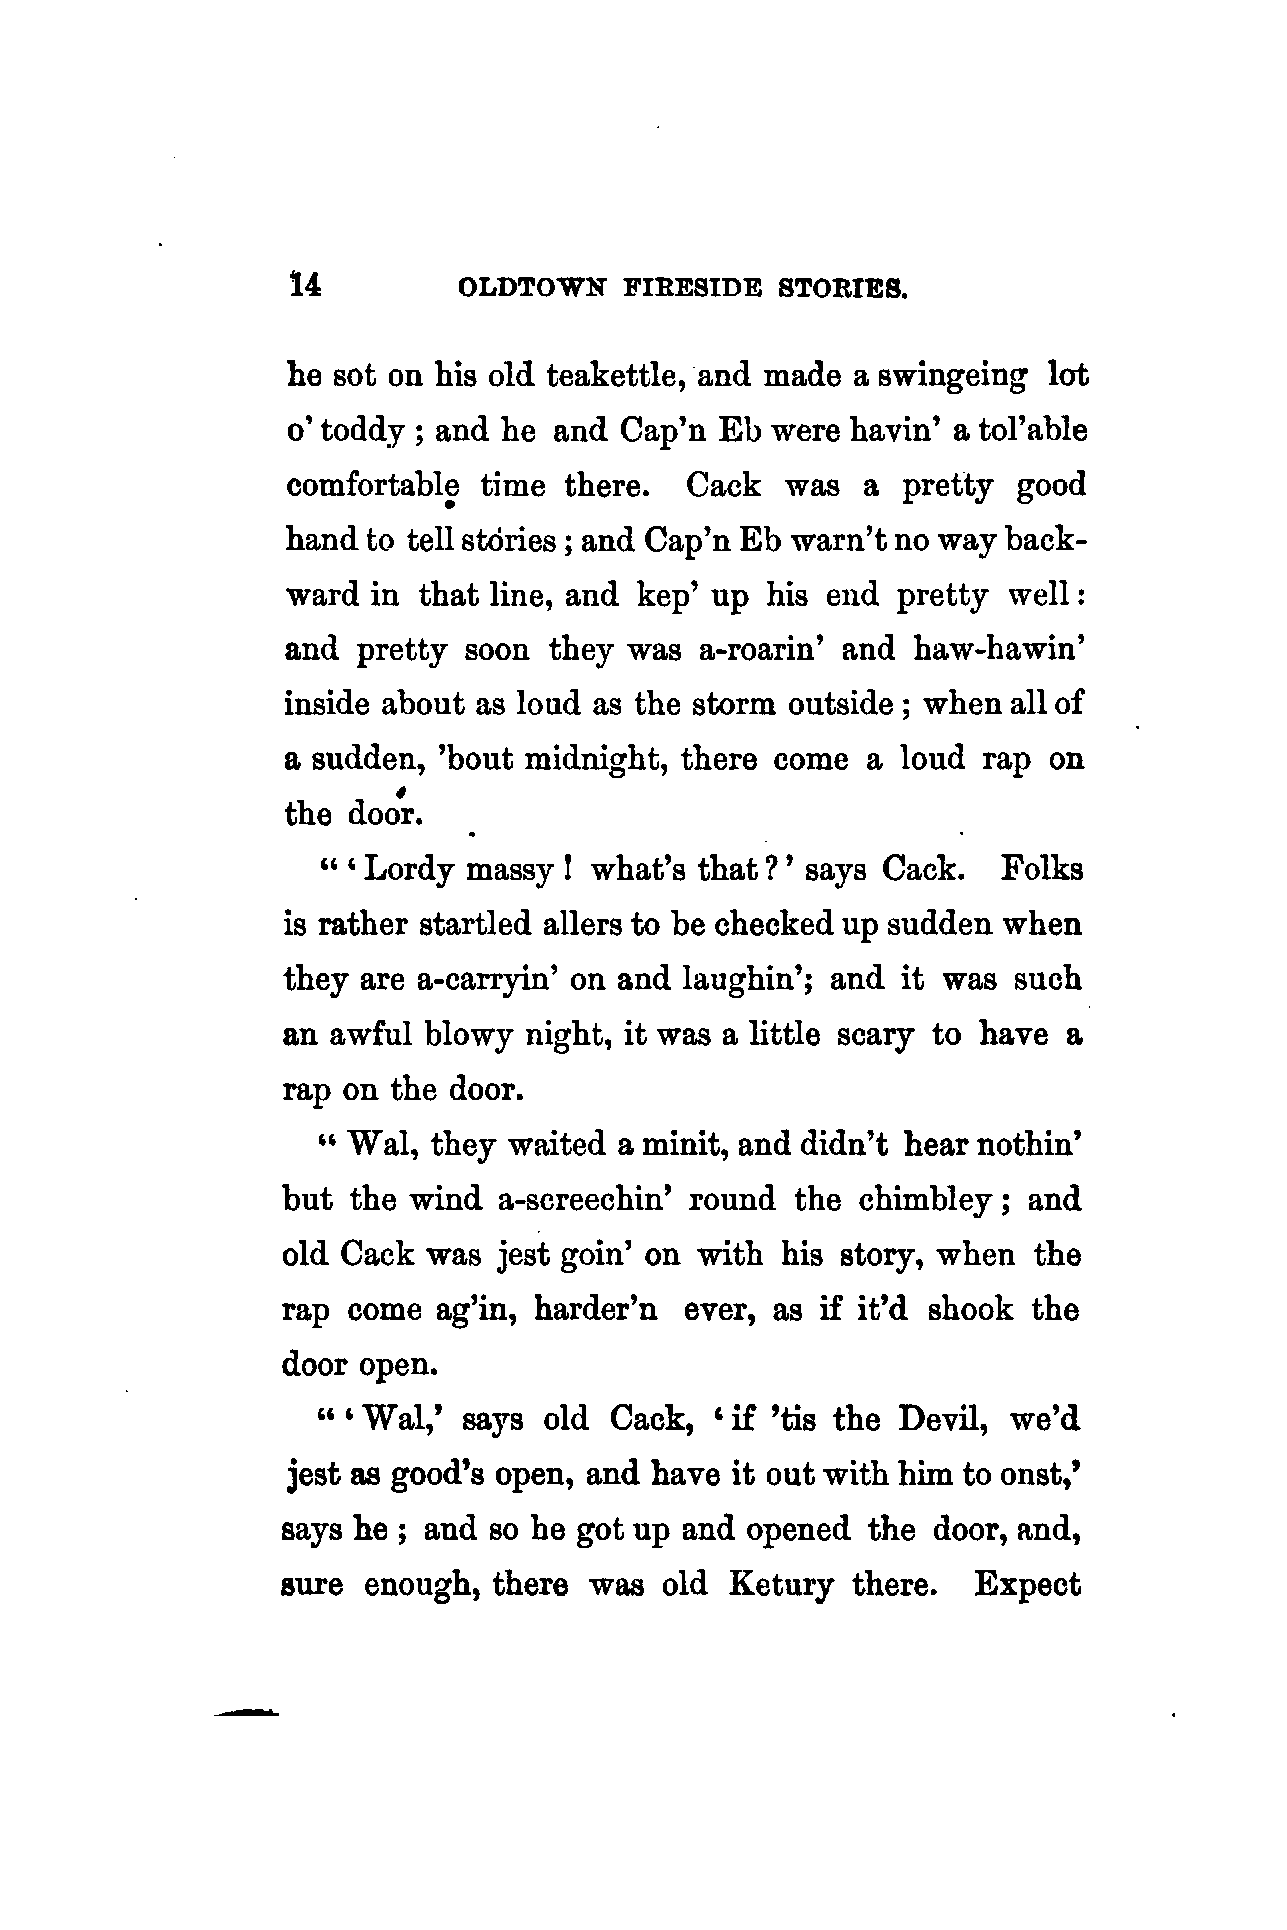 14 OLDTOWN FIRESIDE STORIES.
he sot on his old teakettle, and made a swingeing lot
o' toddy ; and he and Cap'n Eb were havin' a tol'able
comfortable time there. Cack was a pretty good
hand to tell stories ; and Cap'n Eb warn't no way back-
ward in that line, and kep' up his end pretty well :
and pretty soon they was a-roarin' and haw-hawin'
inside about as loud as the storm outside ; when all of
a sudden, 'bout midnight, there come a loud rap on
the door.
" ' Lordy massy ! what's that ? ' says Cack. Folks
is rather startled allers to be checked up sudden when
they are a-carryin' on and laughin'; and it was such
an awful blowy night, it was a little scary to have a
rap on the door.
" Wal, they waited a minit, and didn't hear nothin'
but the wind a-screechin' round the chimbley ; and
old Cack was jest goin' on with his story, when the
rap come ag'in, harder'n ever, as if it'd shook the
door open.
" ' Wal,' says old Cack, ' if 'tis the Devil, we'd
jest as good's open, and have it out with him to onst,'
says he ; and so he got up and opened the door, and,
sure enough, there was old Ketury there. Expect